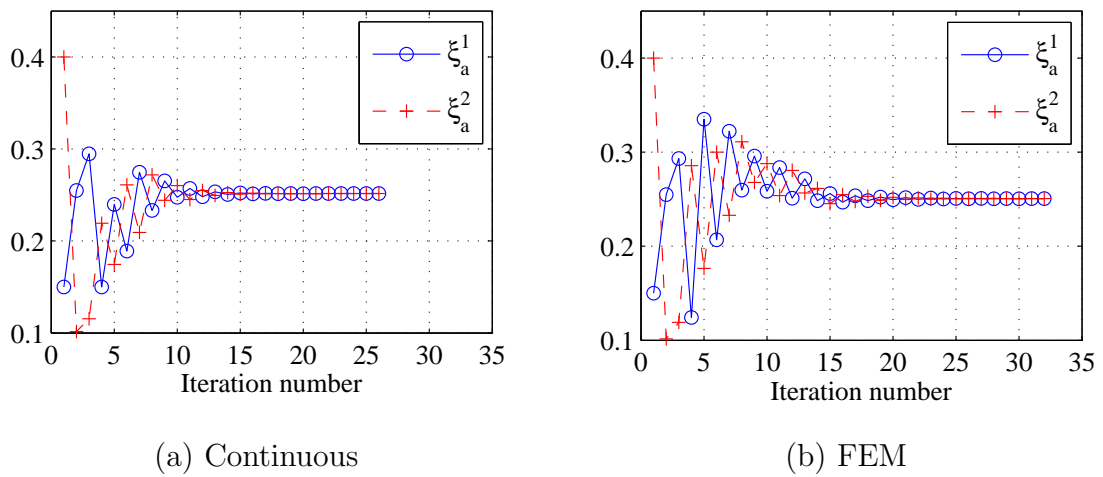 0.4
0.3
0.2
0.1
0 5 10 15 20 25 30 35
Iteration number
ξ_a^1
ξ_a^2
(a) Continuous
0.4
0.3
0.2
0.1
0 5 10 15 20 25 30 35
Iteration number
ξ_a^1
ξ_a^2
(b) FEM